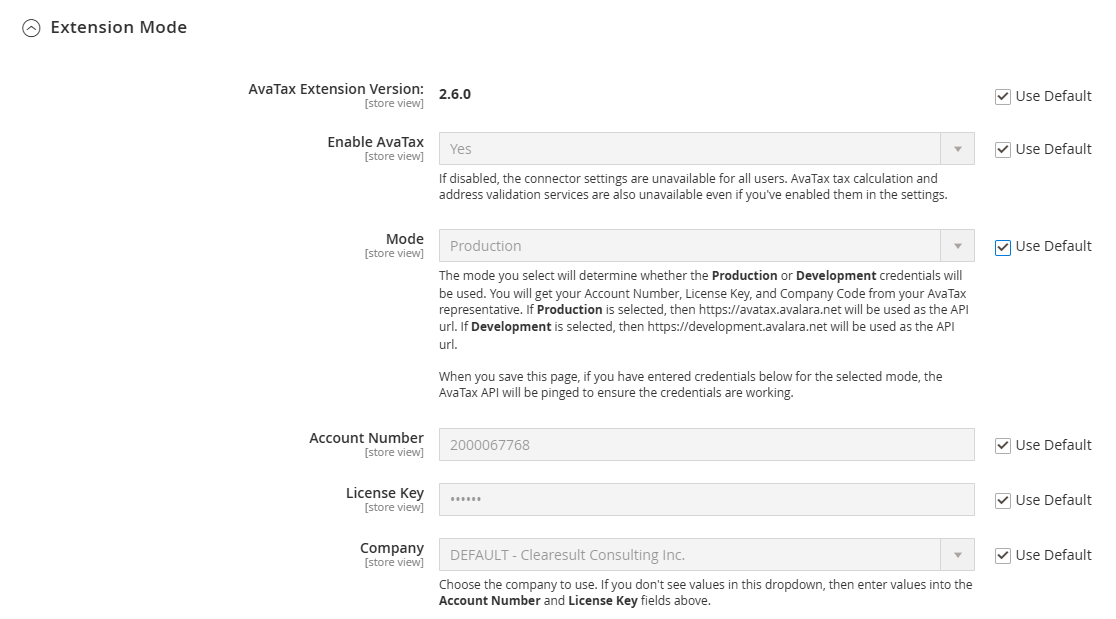 Extension Mode
AvaTax Extension Version: 2.6.0 Use Default
[store view]
Enable AvaTax Yes Use Default
[store view]
If disabled, the connector settings are unavailable for all users. AvaTax tax calculation and
address validation services are also unavailable even if you've enabled them in the settings.
Mode Production Use Default
[store view]
The mode you select will determine whether the Production or Development credentials will
be used. You will get your Account Number, License Key, and Company Code from your AvaTax
representative. If Production is selected, then https://avatax.avalara.net will be used as the API
url. If Development is selected, then https://development.avalara.net will be used as the API
url.
When you save this page, if you have entered credentials below for the selected mode, the
AvaTax API will be pinged to ensure the credentials are working.
Account Number 2000067768 Use Default
[store view]
License Key •••••• Use Default
[store view]
Company DEFAULT - Clearesult Consulting Inc. Use Default
[store view]
Choose the company to use. If you don't see values in this dropdown, then enter values into the
Account Number and License Key fields above.